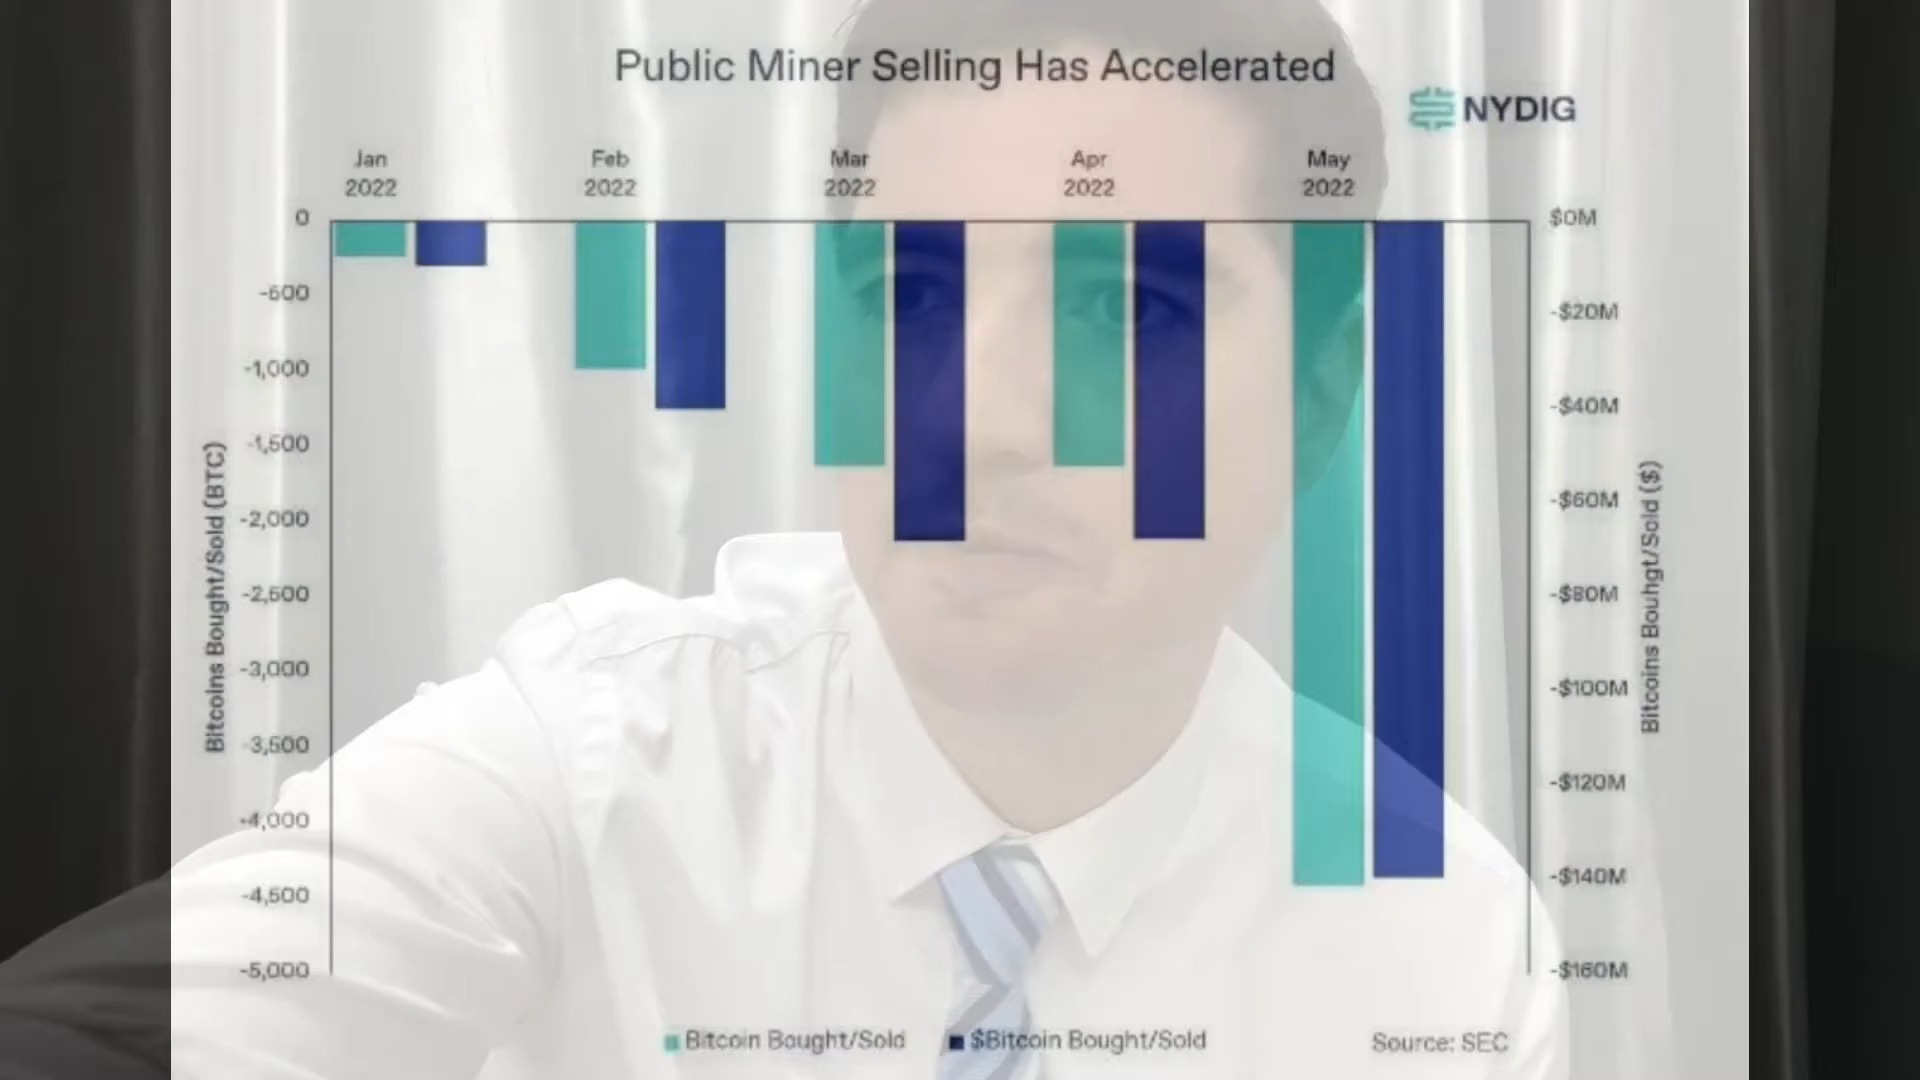 Public Miner Selling Has Accelerated
NYDIG
Jan
2022
Feb
2022
Mar
2022
Apr
2022
May
2022
0
-500
-1,000
-1,500
-2,000
-2,500
-3,000
-3,500
-4,000
-4,500
-5,000
Bitcoins Bought/Sold (BTC)
$0M
-$20M
-$40M
-$60M
-$80M
-$100M
-$120M
-$140M
-$160M
Bitcoins Bouhgt/Sold ($)
Bitcoin Bought/Sold
$Bitcoin Bought/Sold
Source: SEC